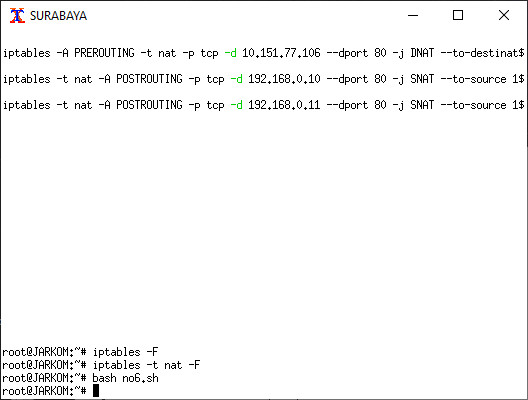 SURABAYA
iptables -A PREROUTING -t nat -p tcp -d 10.151.77.106 --dport 80 -j DNAT --to-destinat$
iptables -t nat -A POSTROUTING -p tcp -d 192.168.0.10 --dport 80 -j SNAT --to-source 1$
iptables -t nat -A POSTROUTING -p tcp -d 192.168.0.11 --dport 80 -j SNAT --to-source 1$
root@JARKOM:~# iptables -F
root@JARKOM:~# iptables -t nat -F
root@JARKOM:~# bash no6.sh
root@JARKOM:~#